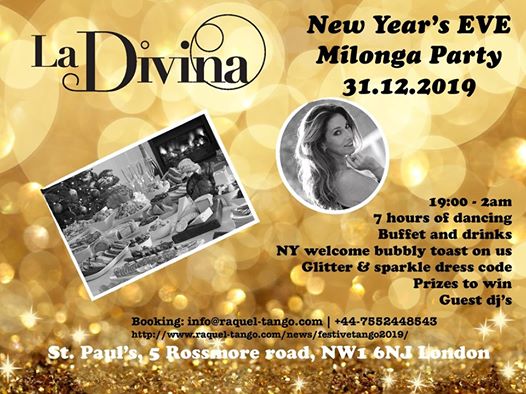 La Divina
New Year's EVE
Milonga Party
31.12.2019
19:00 - 2am
7 hours of dancing
Buffet and drinks
NY welcome bubbly toast on us
Glitter & sparkle dress code
Prizes to win
Guest dj's
Booking: info@raquel-tango.com | +44-7552448543
http://www.raquel-tango.com/news/festivetango2019/
St. Paul's, 5 Rossmore road, NW1 6NJ London